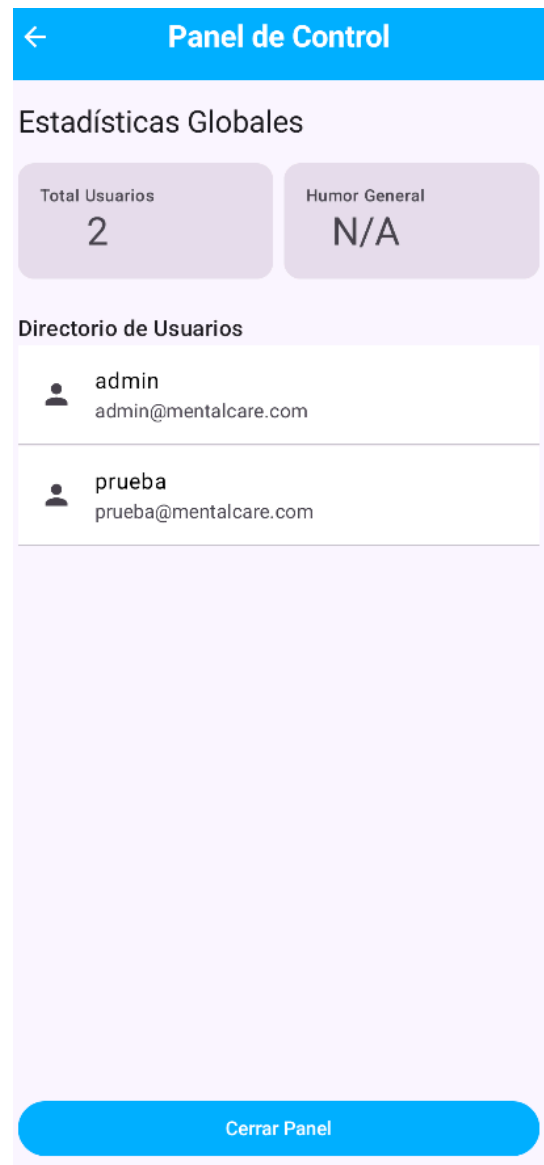 Panel de Control
Estadísticas Globales
Total Usuarios
2
Humor General
N/A
Directorio de Usuarios
admin
admin@mentalcare.com
prueba
prueba@mentalcare.com
Cerrar Panel